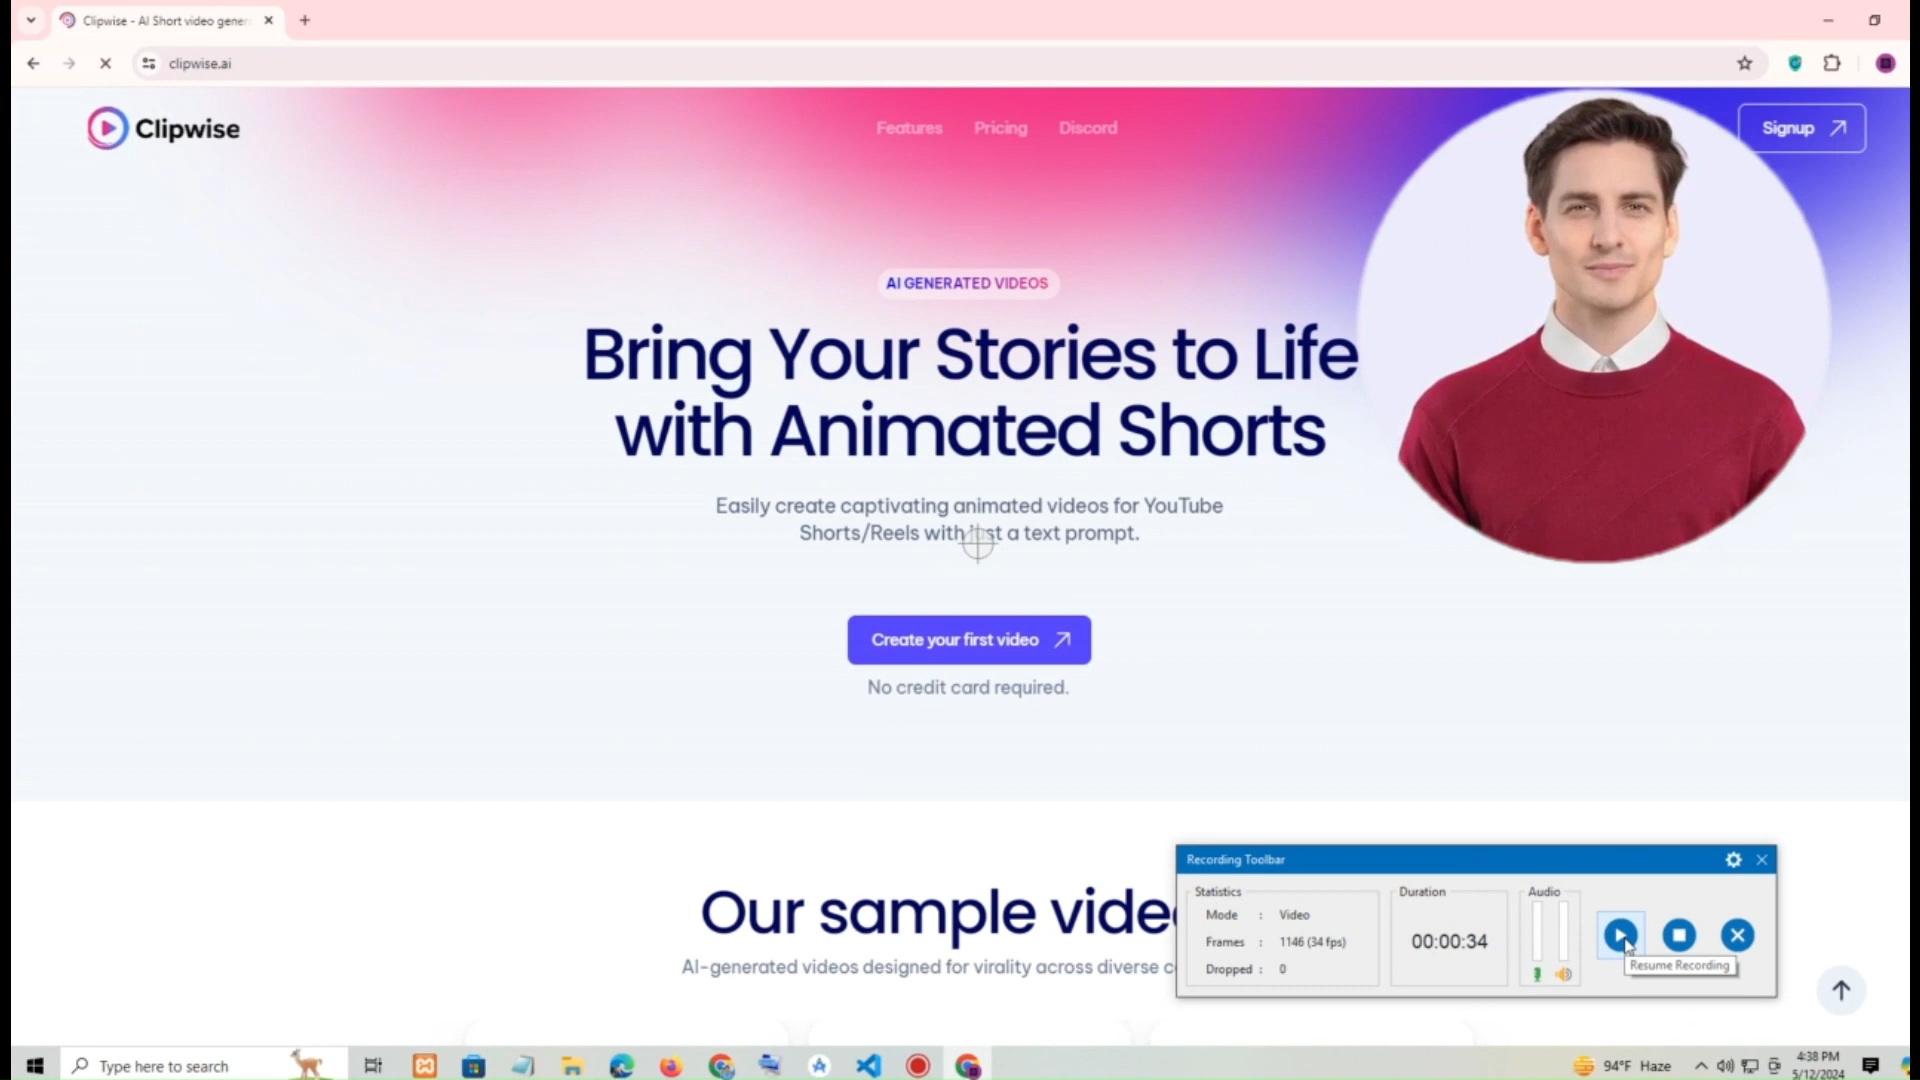 Clipwise - AI Short video gener
clipwise.ai
Clipwise
Features
Pricing
Discord
Signup
AI GENERATED VIDEOS
Bring Your Stories to Life
with Animated Shorts
Easily create captivating animated videos for YouTube
Shorts/Reels with just a text prompt.
Create your first video
No credit card required.
Our sample vide
AI-generated videos designed for virality across diverse c
Recording Toolbar
Statistics
Mode : Video
Frames : 1146 (34 fps)
Dropped : 0
Duration
00:00:34
Audio
Resume Recording
Type here to search
94°F Haze
4:38 PM
5/12/2024